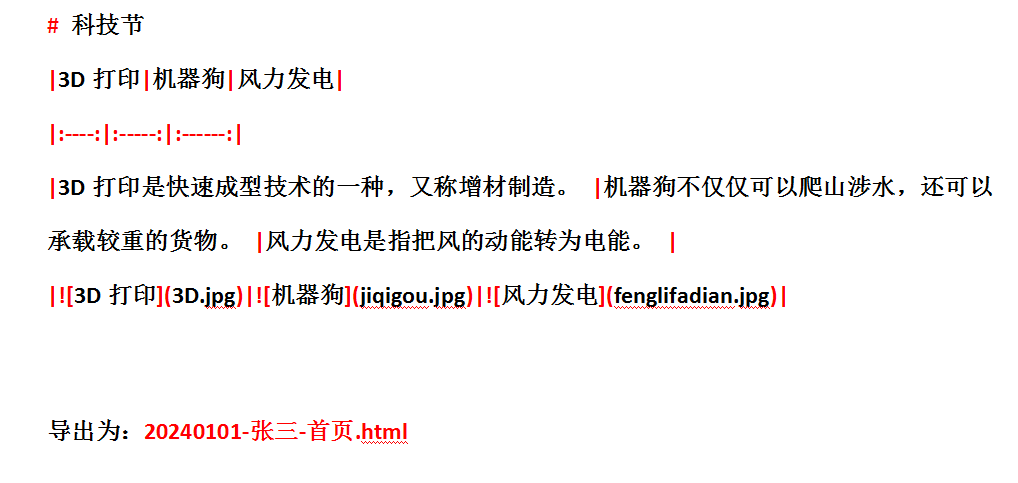 # 科技节
|3D 打印|机器狗|风力发电|
|:----:|:-----:|:------:|
|3D 打印是快速成型技术的一种，又称增材制造。 |机器狗不仅仅可以爬山涉水，还可以
承载较重的货物。 |风力发电是指把风的动能转为电能。 |
|![3D 打印](3D.jpg)|![机器狗](jiqigou.jpg)|![风力发电](fenglifadian.jpg)|
导出为：20240101-张三-首页.html